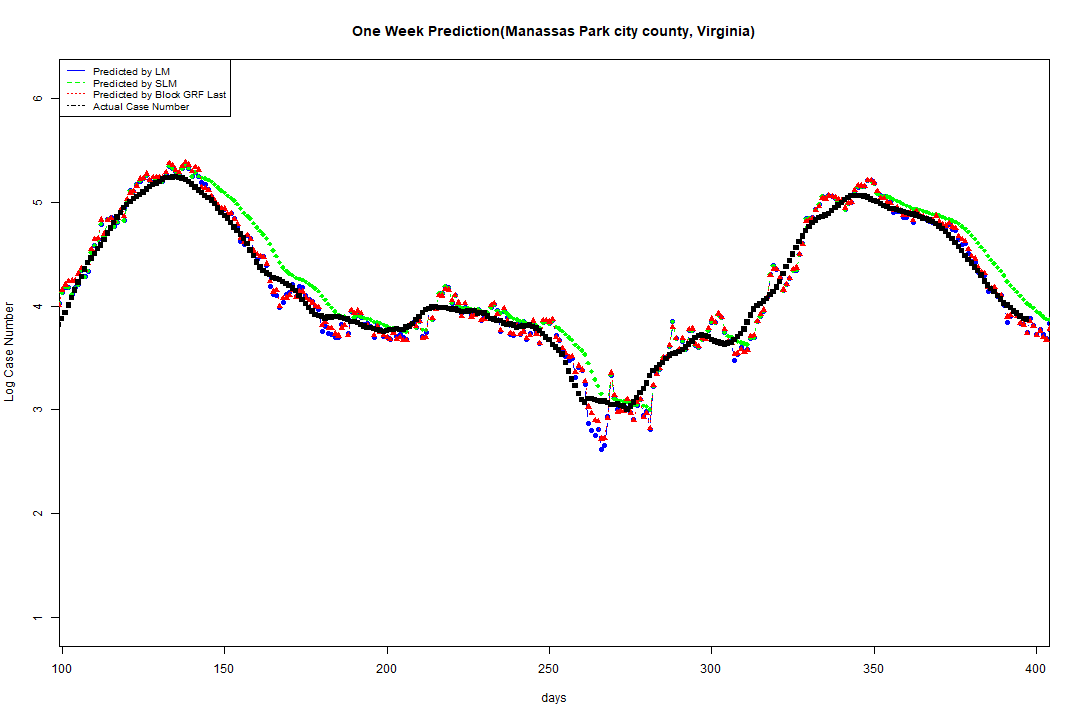 One Week Prediction(Manassas Park city county, Virginia)
Predicted by LM
Predicted by SLM
Predicted by Block GRF Last
Actual Case Number
6
5
4
3
2
1
Log Case Number
100 150 200 250 300 350 400
days